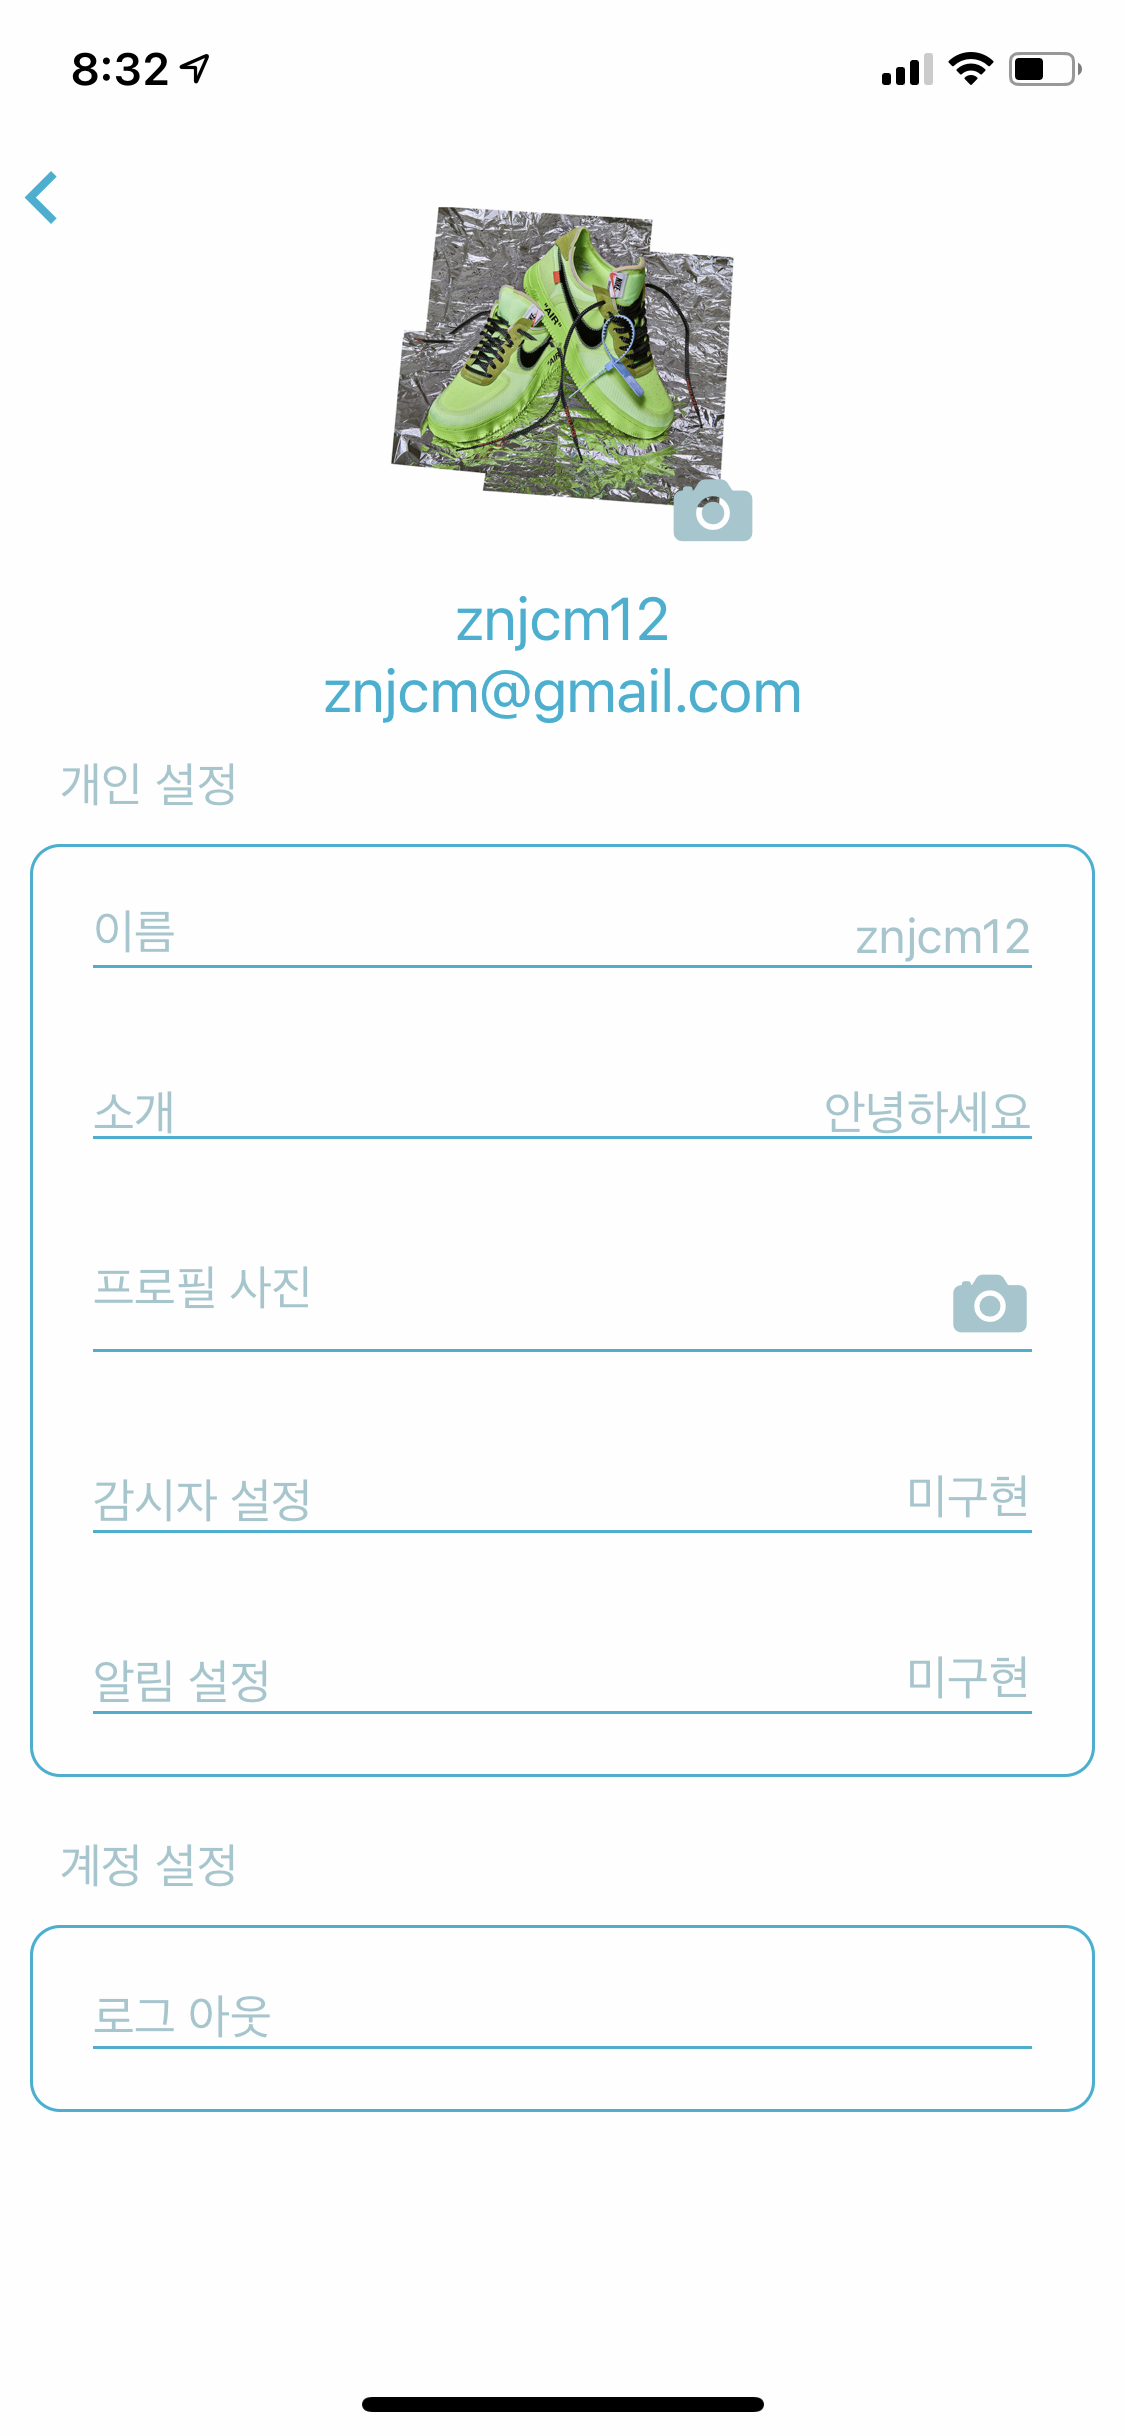 8:32
"AIR"
znjcm12
znjcm@gmail.com
개인 설정
이름 znjcm12
소개 안녕하세요
프로필 사진
감시자 설정 미구현
알림 설정 미구현
계정 설정
로그 아웃